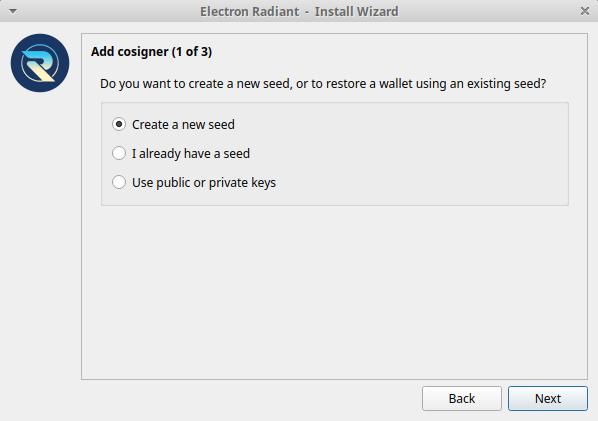 Electron Radiant - Install Wizard
Add cosigner (1 of 3)
Do you want to create a new seed, or to restore a wallet using an existing seed?
Create a new seed
I already have a seed
Use public or private keys
Back
Next